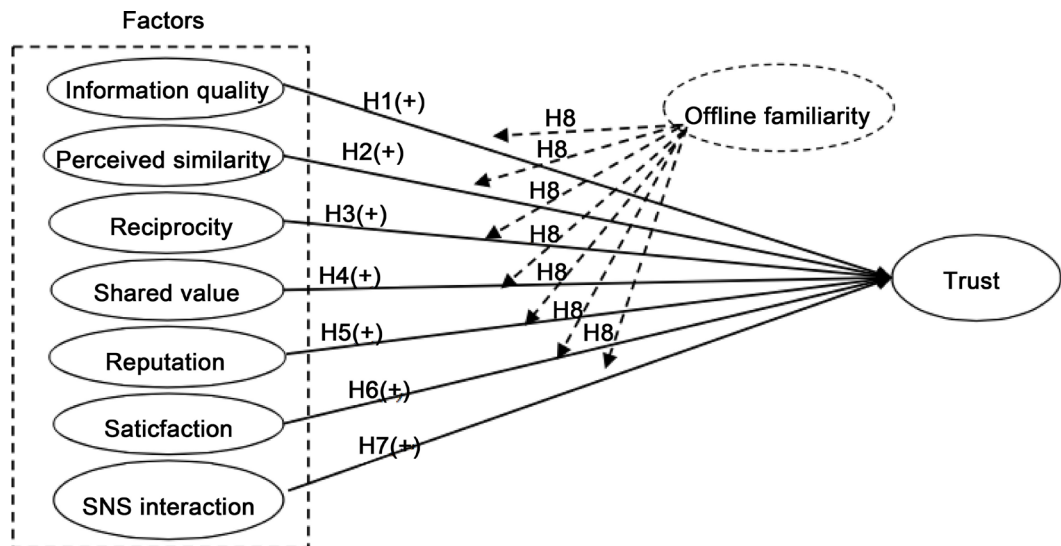 Factors
Information quality
H1(+)
H8
Offline familiarity
Perceived similarity
H2(+)
H8
Reciprocity
H3(+)
H8
H8
Shared value
H4(+)
H8
Trust
Reputation
H5(+)
H8
H8
Saticfaction
H6(+)
SNS interaction
H7(+)